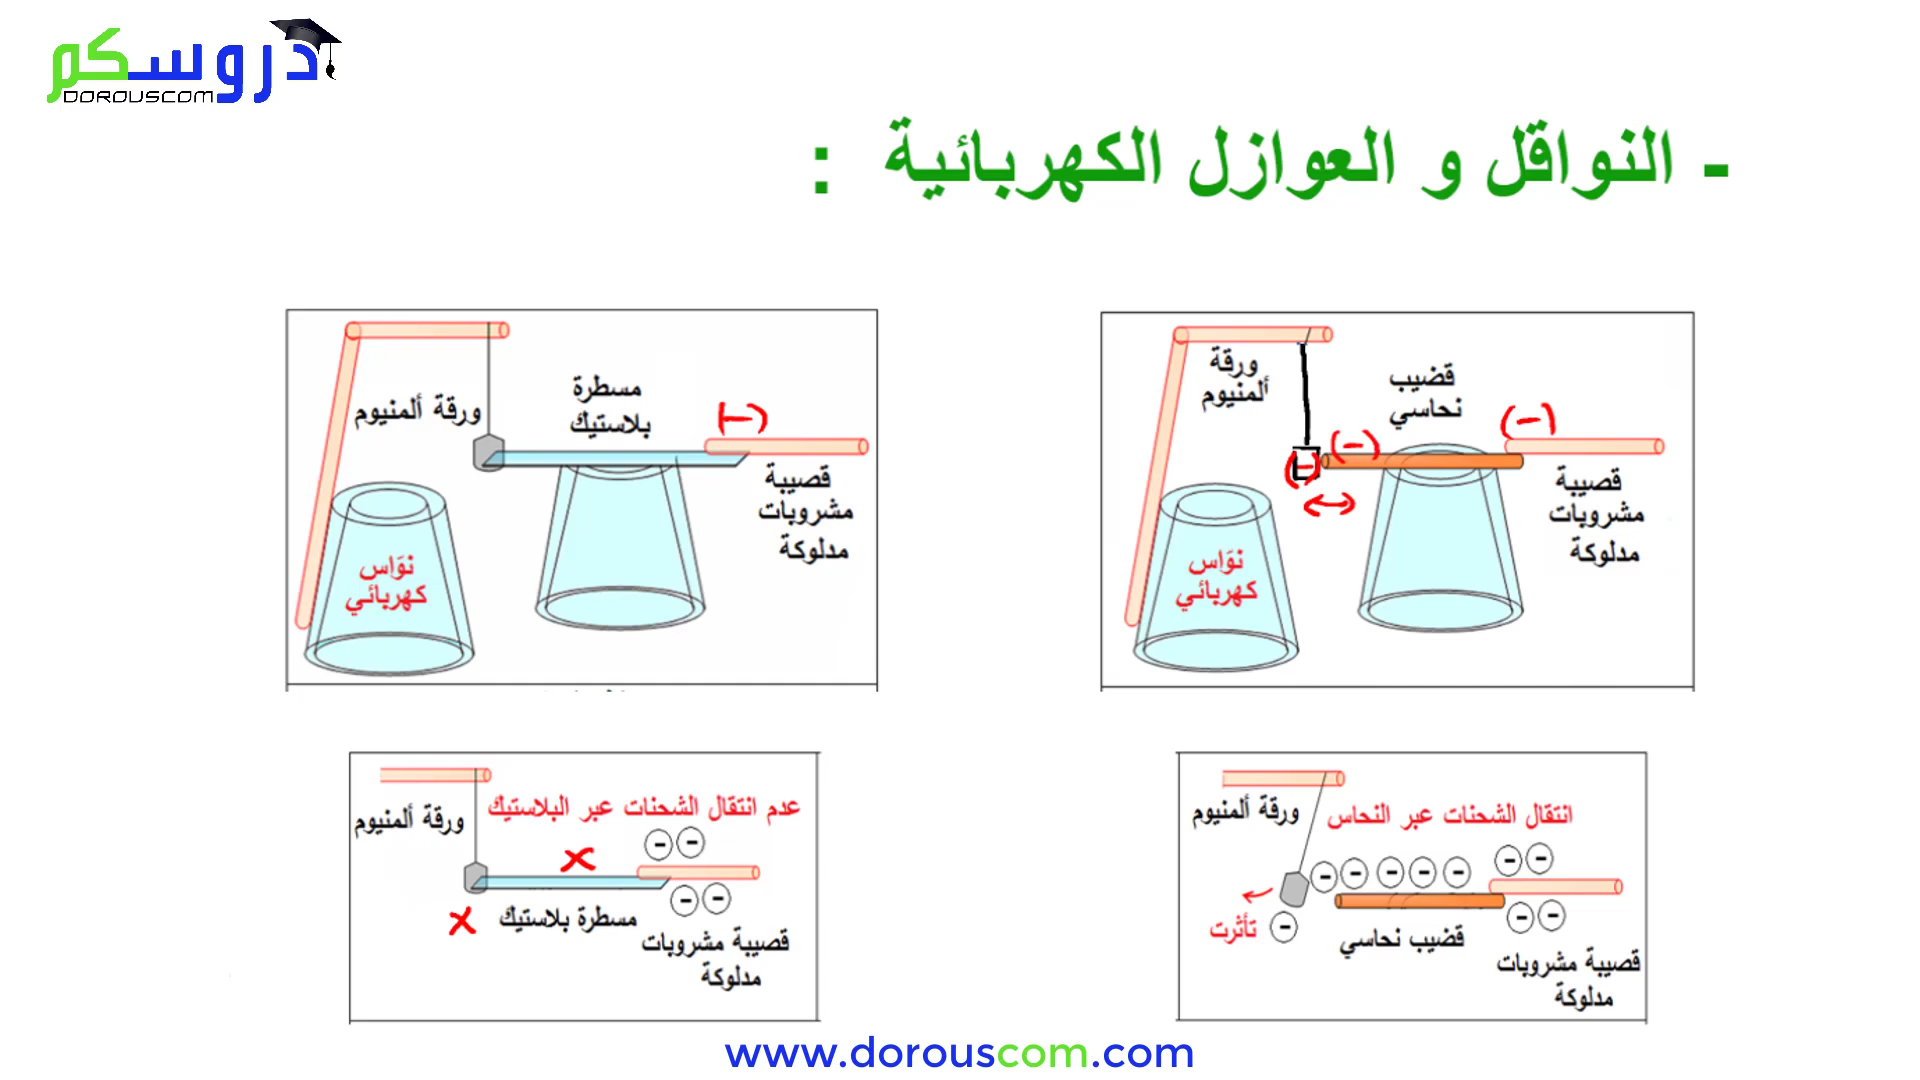 دروسكم
DOROUSCOM
- النواقل و العوازل الكهربائية :
ورقة
ألمنيوم
قضيب
نحاسي
(-)
(-)
(-)
قصيبة
مشروبات
مدلوكة
نوَاس
كهربائي
مسطرة
بلاستيك
ورقة ألمنيوم
(-)
قصيبة
مشروبات
مدلوكة
نوَاس
كهربائي
ورقة ألمنيوم
انتقال الشحنات عبر النحاس
- - - - - - -
تأثرت
-
- -
قضيب نحاسي
قصيبة مشروبات
مدلوكة
عدم انتقال الشحنات عبر البلاستيك
ورقة ألمنيوم
- -
x
- -
x
مسطرة بلاستيك
قصيبة مشروبات
مدلوكة
www.dorouscom.com